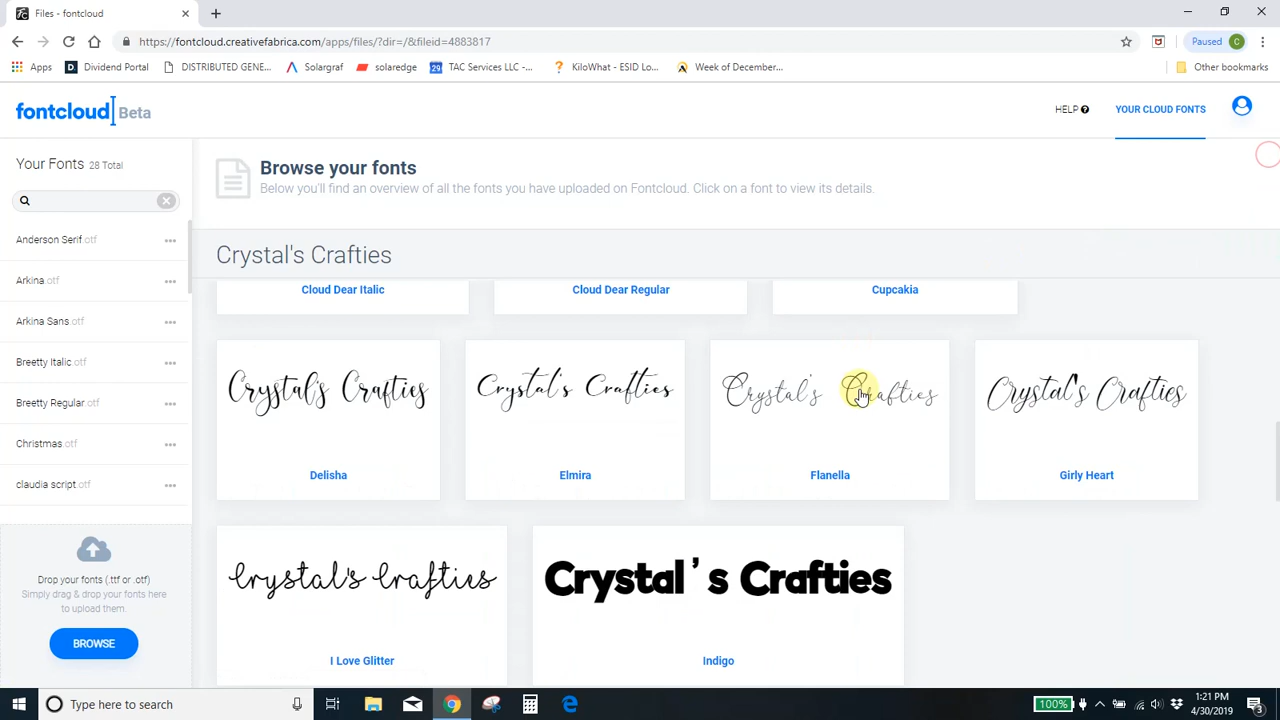 Files - fontcloud
https://fontcloud.creativefabrica.com/apps/files/?dir=/&fileid=4883817
Paused C
Apps
Dividend Portal
DISTRIBUTED GENE...
Solargraf
solaredge
29 TAC Services LLC -...
KiloWhat - ESID Lo...
Week of December...
Other bookmarks
fontcloud Beta
HELP
YOUR CLOUD FONTS
Your Fonts 28 Total
Browse your fonts
Below you'll find an overview of all the fonts you have uploaded on Fontcloud. Click on a font to view its details.
Anderson Serif.otf
Arkina.otf
Arkina Sans.otf
Breetty Italic.otf
Breetty Regular.otf
Christmas.otf
claudia script.otf
Drop your fonts (.ttf or .otf)
Simply drag & drop your fonts here
to upload them.
BROWSE
Crystal's Crafties
Cloud Dear Italic
Cloud Dear Regular
Cupcakia
Crystal's Crafties
Delisha
Crystal's Crafties
Elmira
Crystal's Crafties
Flanella
Crystal's Crafties
Girly Heart
Crystal's Crafties
I Love Glitter
Crystal's Crafties
Indigo
Type here to search
100%
1:21 PM
4/30/2019
3